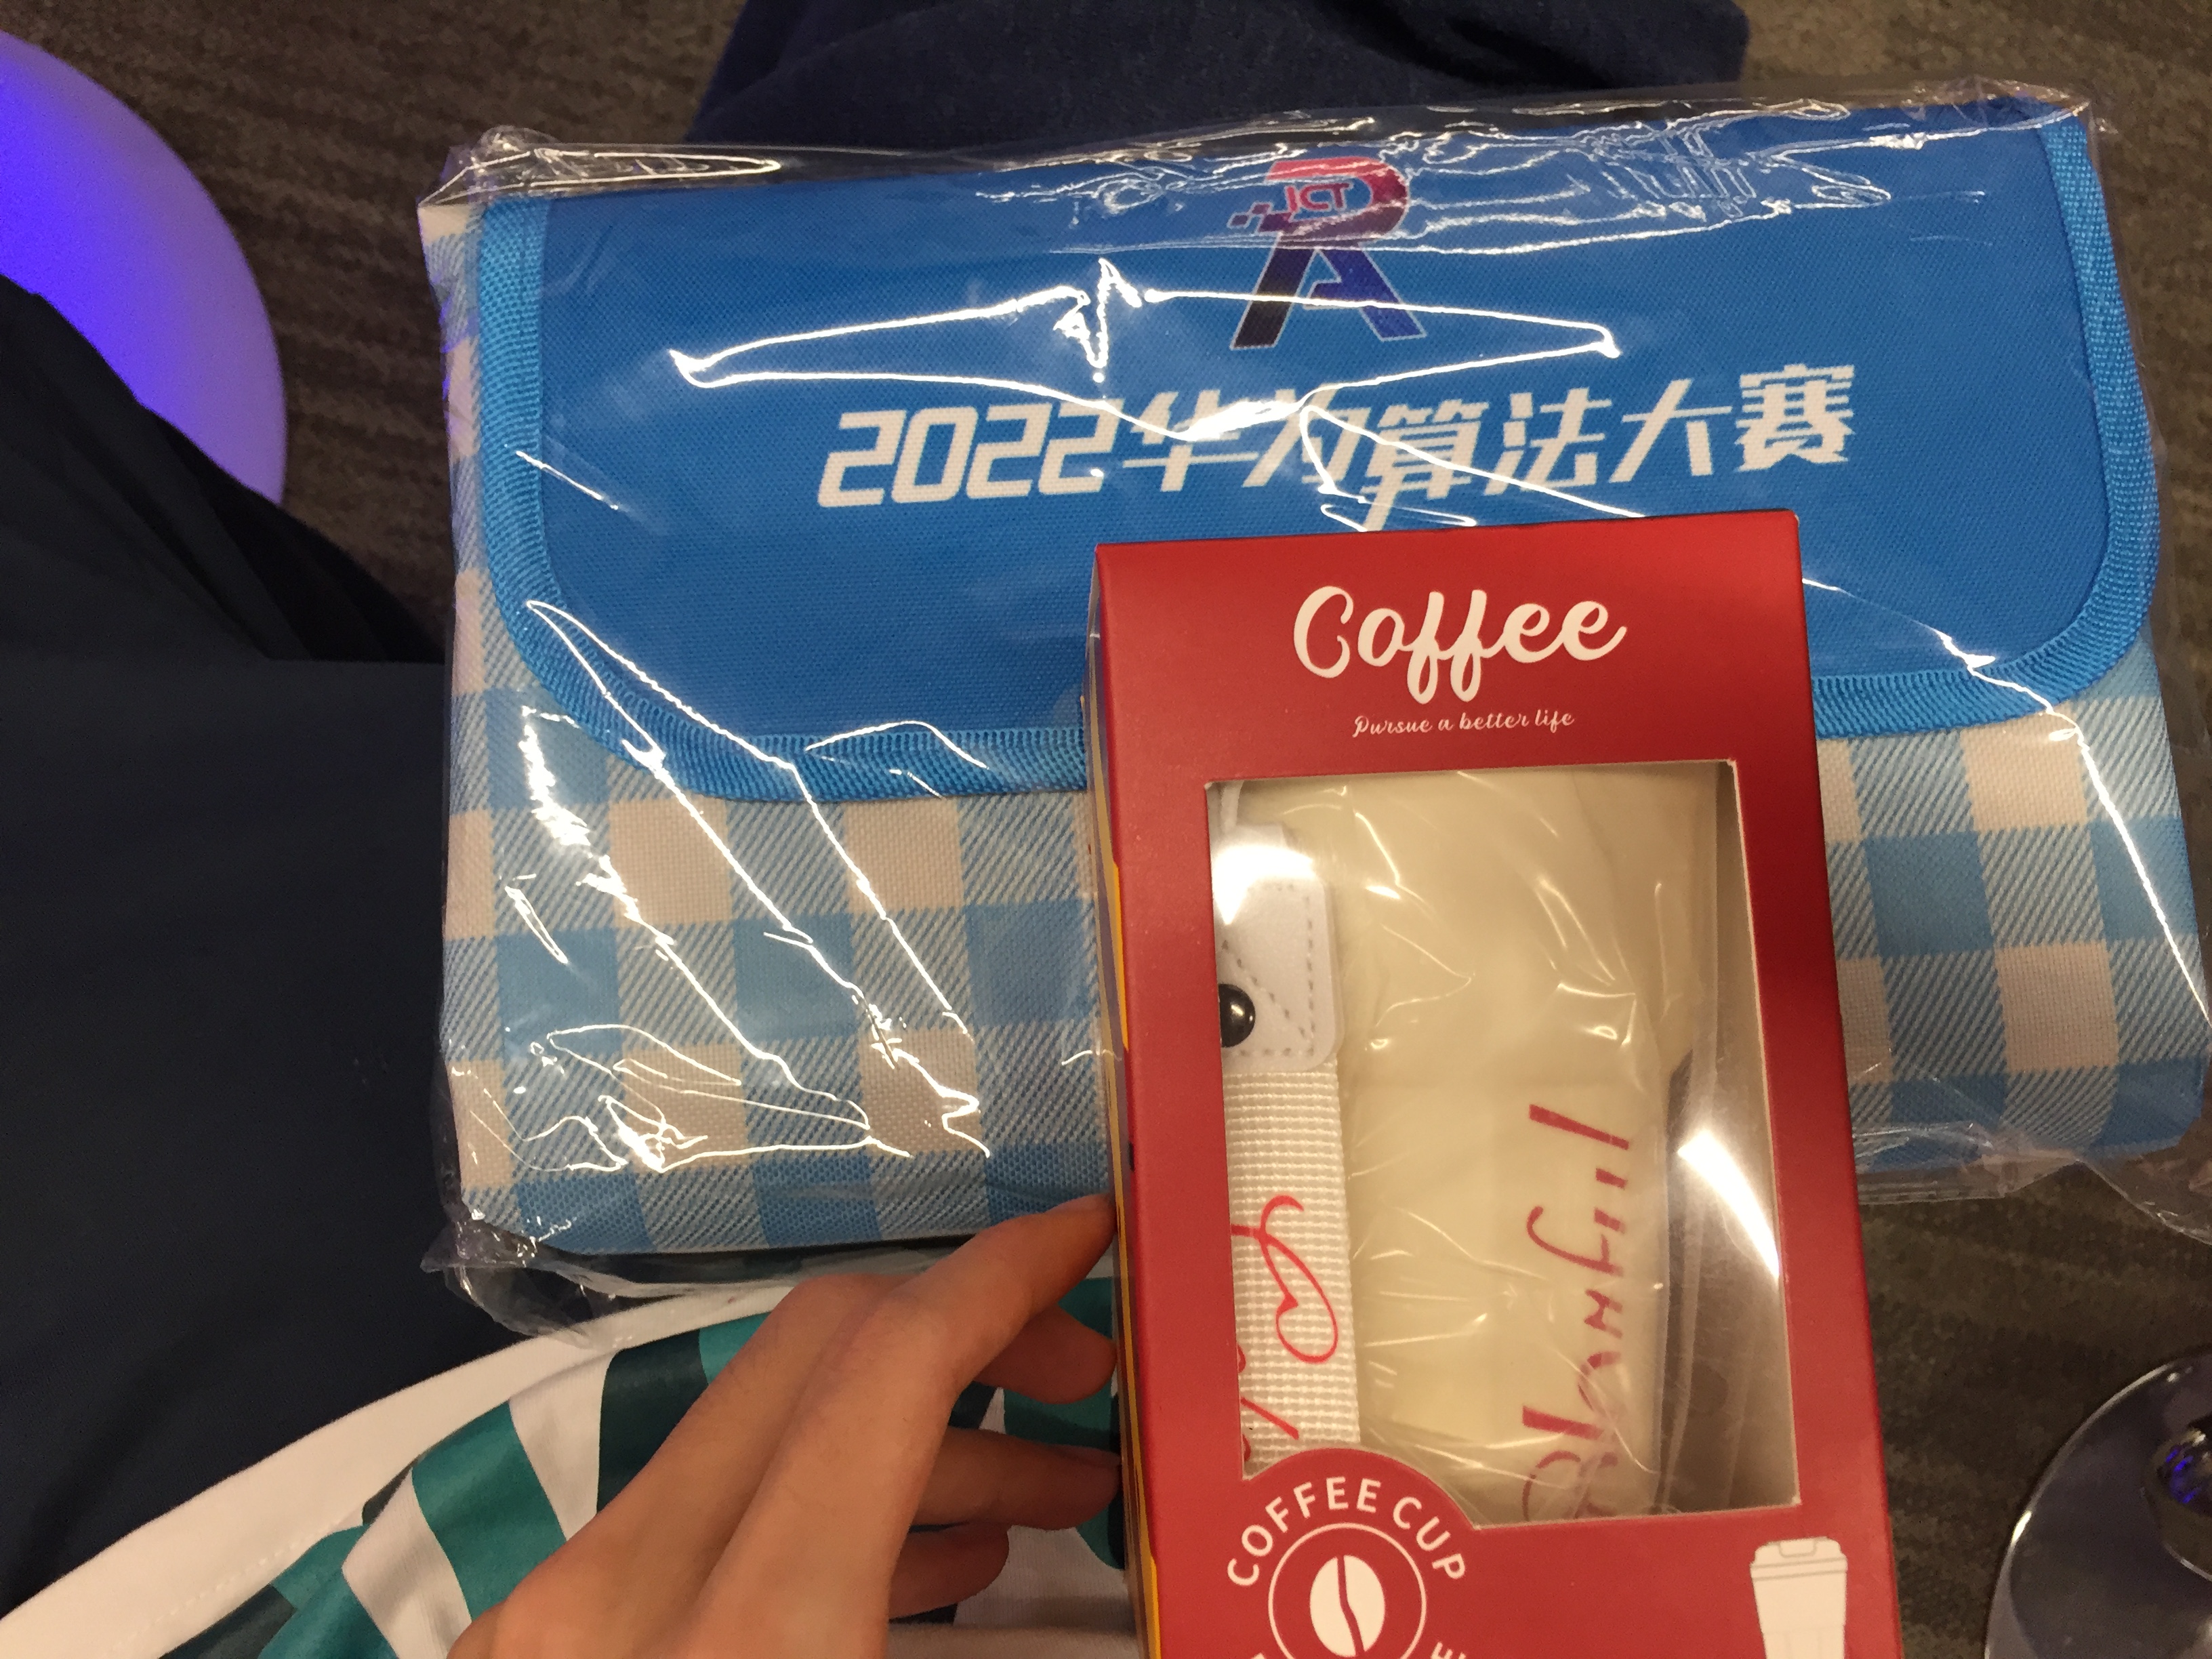 ICT
2022华为算法大赛
Coffee
Pursue a better life
COFFEE CUP